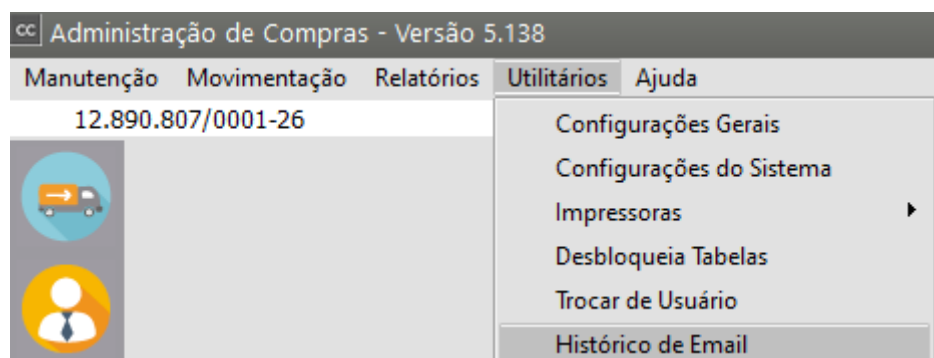 cc Administração de Compras - Versão 5.138
Manutenção Movimentação Relatórios Utilitários Ajuda
12.890.807/0001-26
Configurações Gerais
Configurações do Sistema
Impressoras
Desbloqueia Tabelas
Trocar de Usuário
Histórico de Email